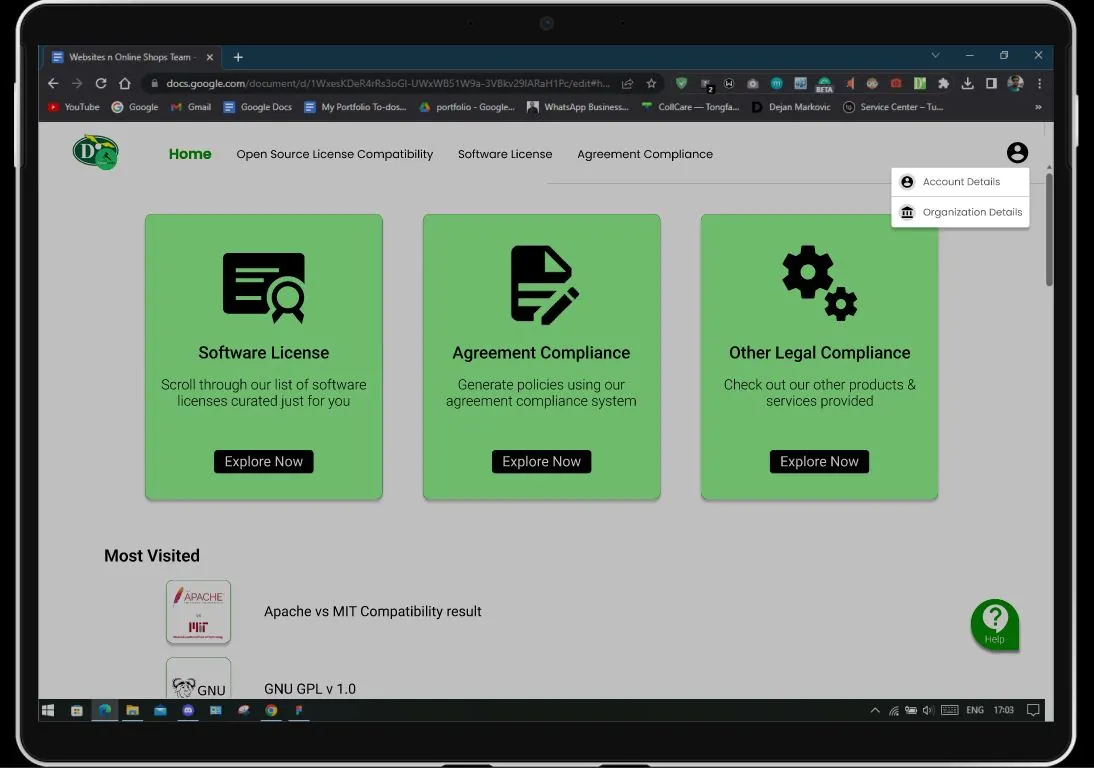 Websites n Online Shops Team -
docs.google.com/document/d/1WxesKDeR4rRs3oGl-UWxWB51W9a-3VBkv29lARaH1Pc/edit#h...
2
BETA
YouTube
Google
Gmail
Google Docs
My Portfolio To-dos...
portfolio - Google...
WhatsApp Business...
CollCare — Tongfa...
Dejan Markovic
Service Center – Tu...
»
D
Home
Open Source License Compatibility
Software License
Agreement Compliance
Account Details
Organization Details
Software License
Scroll through our list of software
licenses curated just for you
Explore Now
Agreement Compliance
Generate policies using our
agreement compliance system
Explore Now
Other Legal Compliance
Check out our other products &
services provided
Explore Now
Most Visited
APACHE
MIT
Apache vs MIT Compatibility result
GNU
GNU GPL v 1.0
Help
ENG
17:03